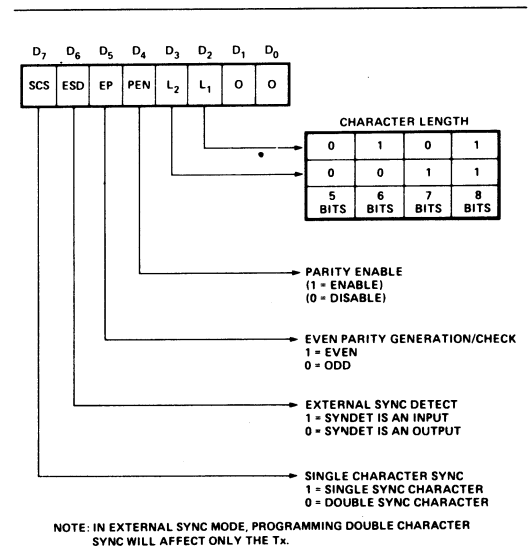 D7 D6 D5 D4 D3 D2 D1 D0
SCS ESD EP PEN L2 L1 O O
CHARACTER LENGTH
0 1 0 1
0 0 1 1
5 BITS 6 BITS 7 BITS 8 BITS
PARITY ENABLE
(1 = ENABLE)
(0 = DISABLE)
EVEN PARITY GENERATION/CHECK
1 = EVEN
0 = ODD
EXTERNAL SYNC DETECT
1 = SYNDET IS AN INPUT
0 = SYNDET IS AN OUTPUT
SINGLE CHARACTER SYNC
1 = SINGLE SYNC CHARACTER
0 = DOUBLE SYNC CHARACTER
NOTE: IN EXTERNAL SYNC MODE, PROGRAMMING DOUBLE CHARACTER
SYNC WILL AFFECT ONLY THE Tx.